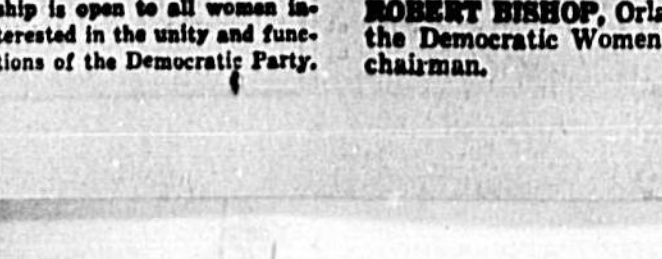 ship is open to all women in-
terested in the unity and func-
tions of the Democratic Party.
ROBERT BISHOP, Orla
the Democratic Women
chairman.